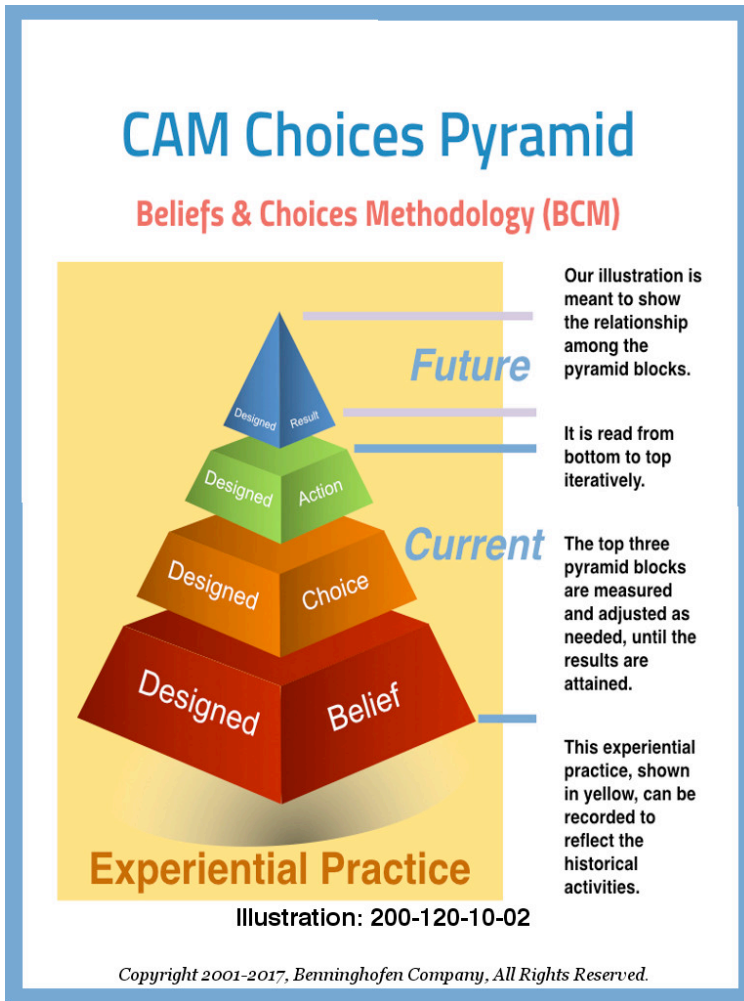 CAM Choices Pyramid
Beliefs & Choices Methodology (BCM)
Our illustration is
meant to show
the relationship
among the
pyramid blocks.
Future
Designed Result
It is read from
bottom to top
iteratively.
Designed Action
Current
The top three
pyramid blocks
are measured
and adjusted as
needed, until the
results are
attained.
Designed Choice
Designed Belief
This experiential
practice, shown
in yellow, can be
recorded to
reflect the
historical
activities.
Experiential Practice
Illustration: 200-120-10-02
Copyright 2001-2017, Benninghofen Company, All Rights Reserved.